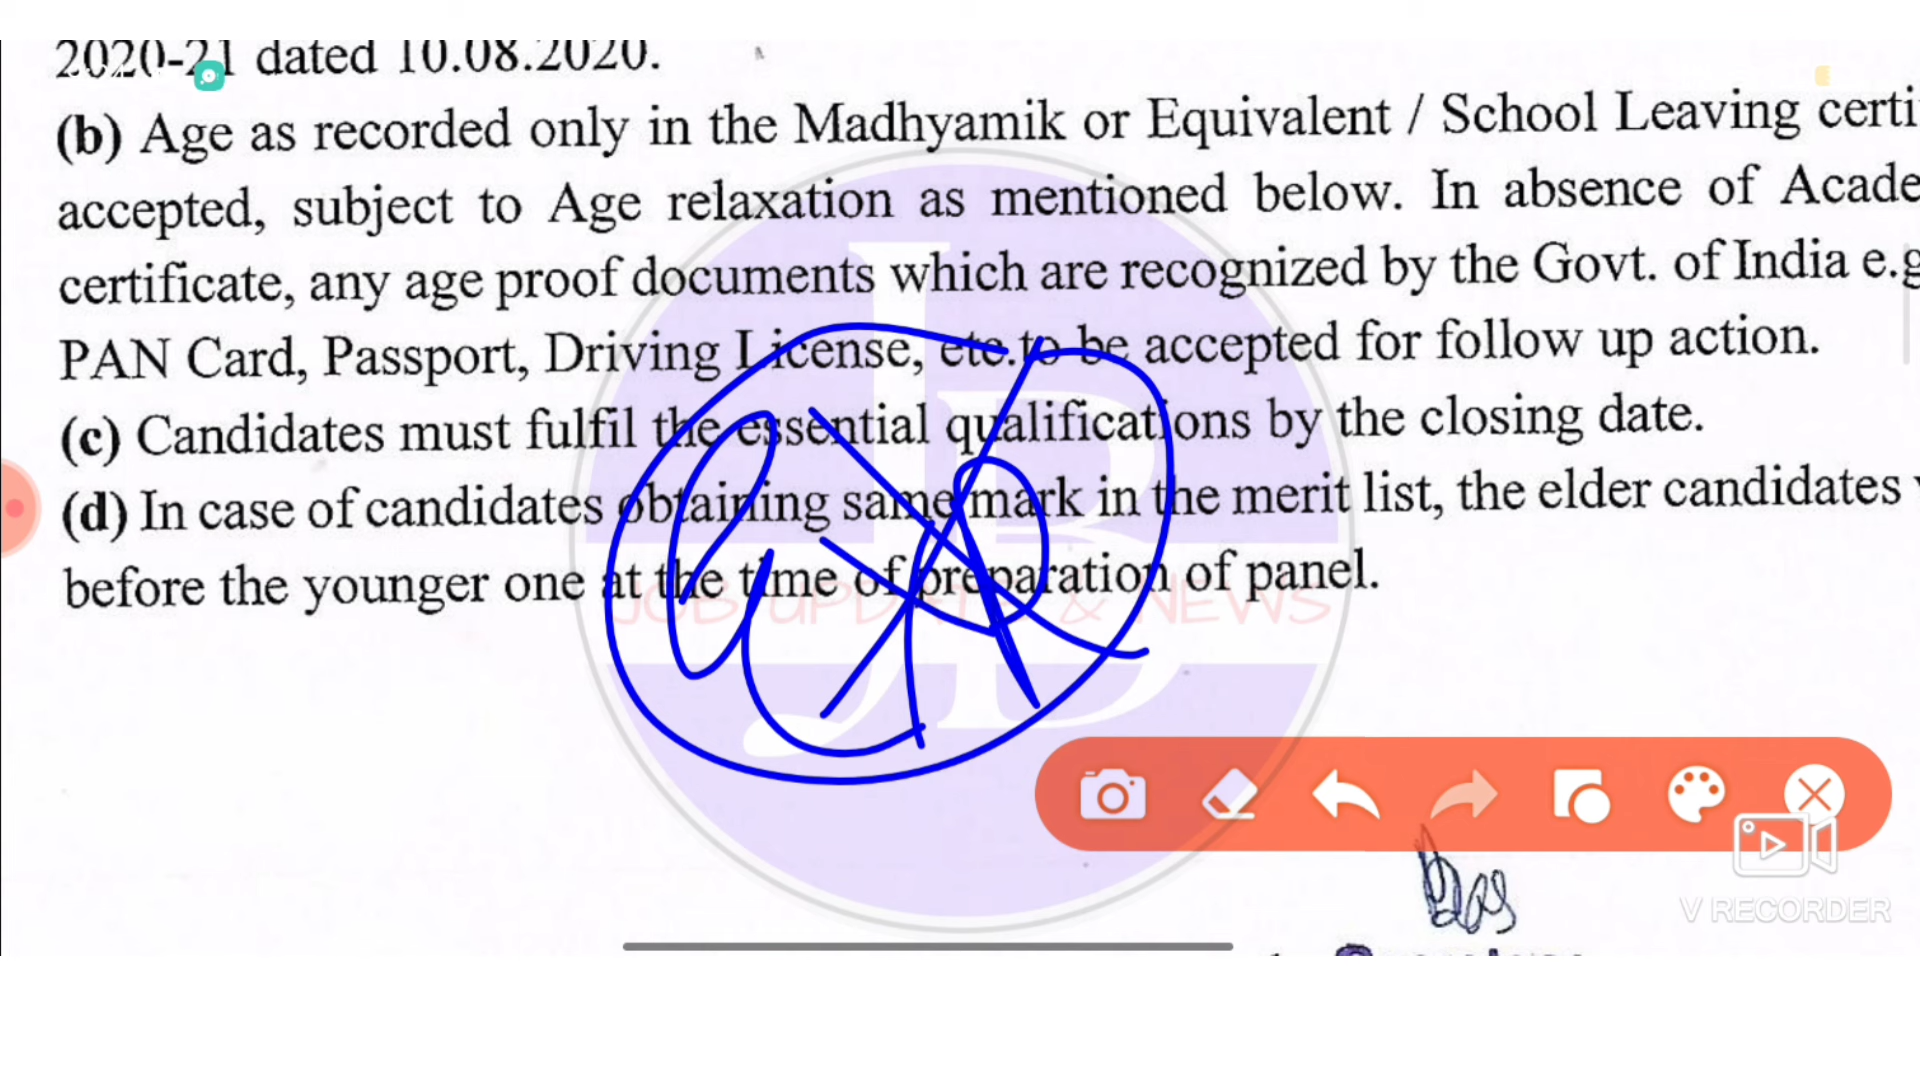 2020-21 dated 10.08.2020.
(b) Age as recorded only in the Madhyamik or Equivalent / School Leaving certi
accepted, subject to Age relaxation as mentioned below. In absence of Acade
certificate, any age proof documents which are recognized by the Govt. of India e.g
PAN Card, Passport, Driving License, etc.to be accepted for follow up action.
(c) Candidates must fulfil the essential qualifications by the closing date.
(d) In case of candidates obtaining same mark in the merit list, the elder candidates
before the younger one at the time of preparation of panel.
JOB UPDATE & NEWS
Das
V RECORDER